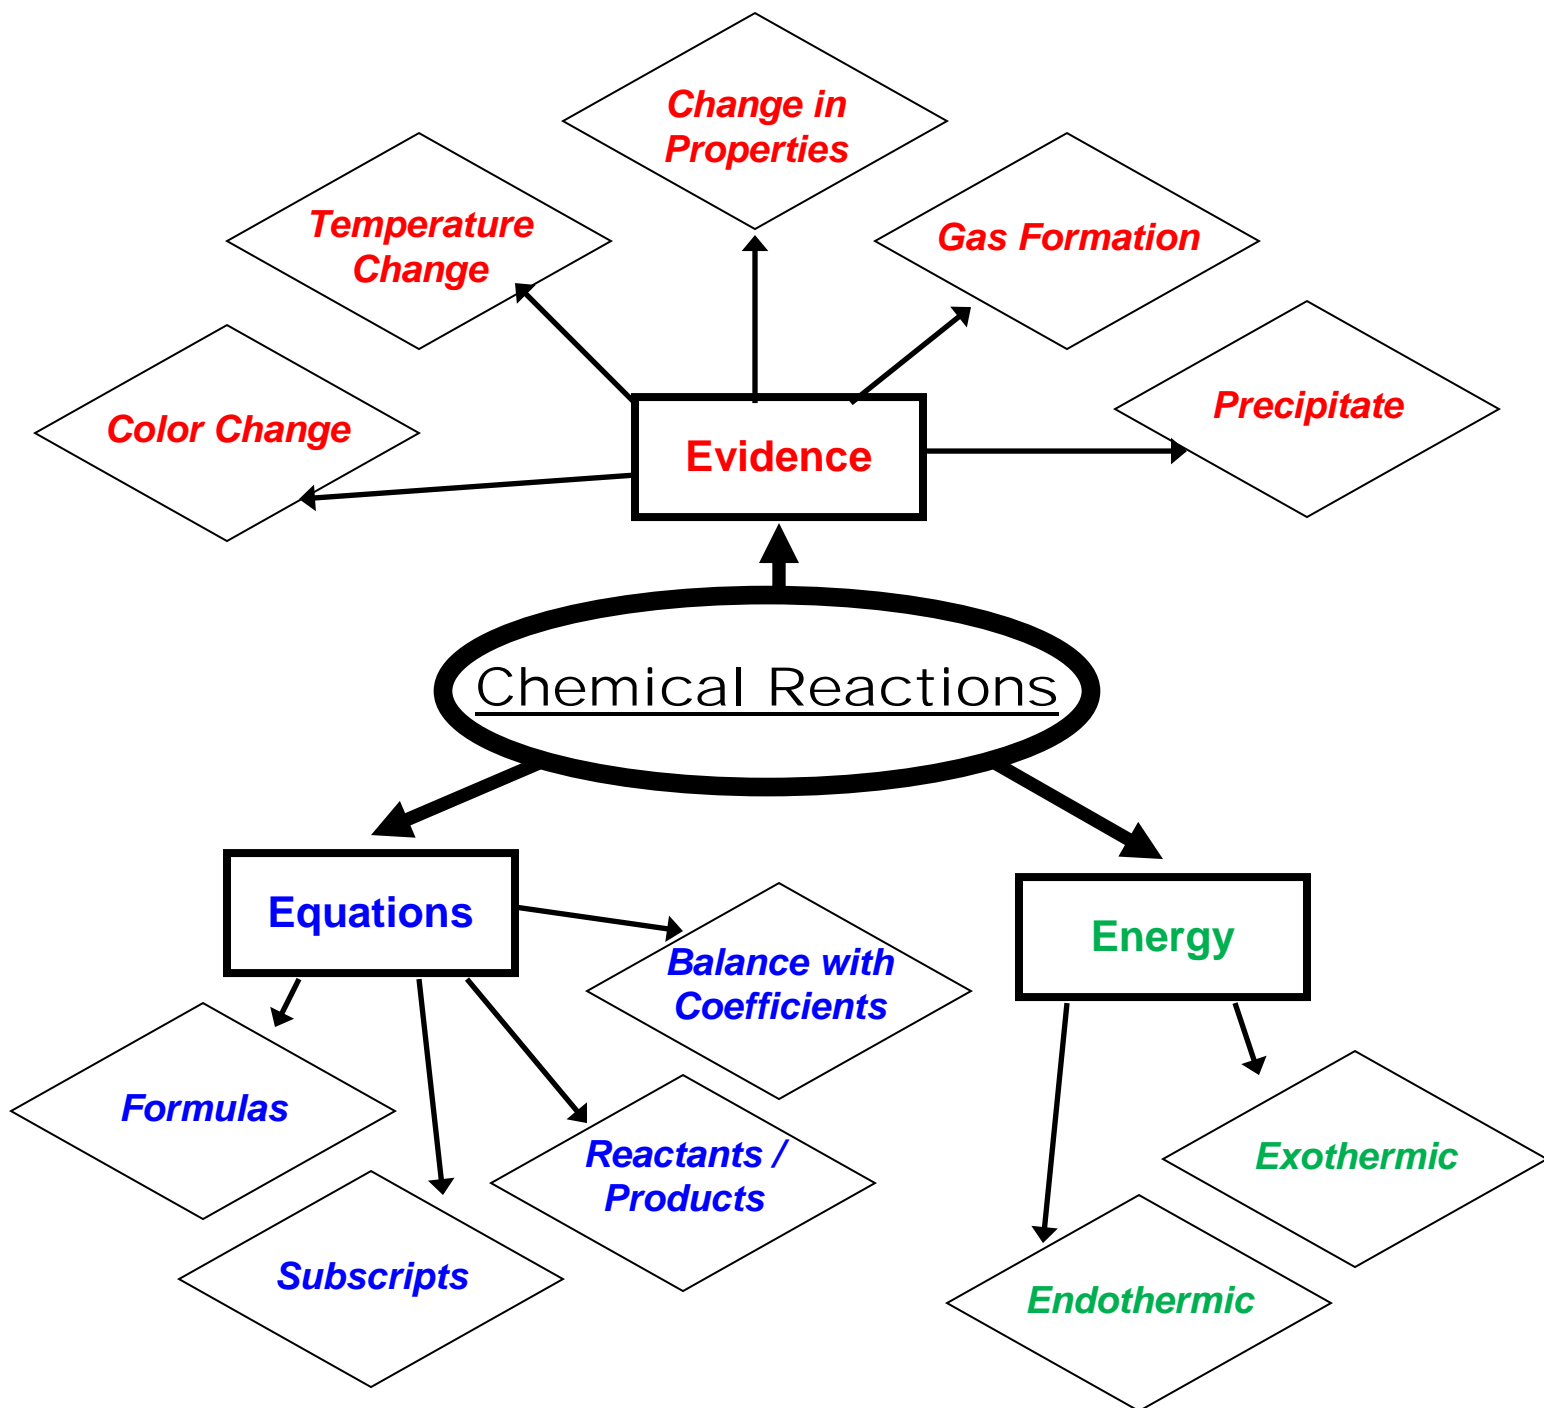 Change in
Properties
Temperature
Change
Gas Formation
Color Change
Precipitate
Evidence
Chemical Reactions
Equations
Energy
Balance with
Coefficients
Formulas
Reactants /
Products
Exothermic
Subscripts
Endothermic